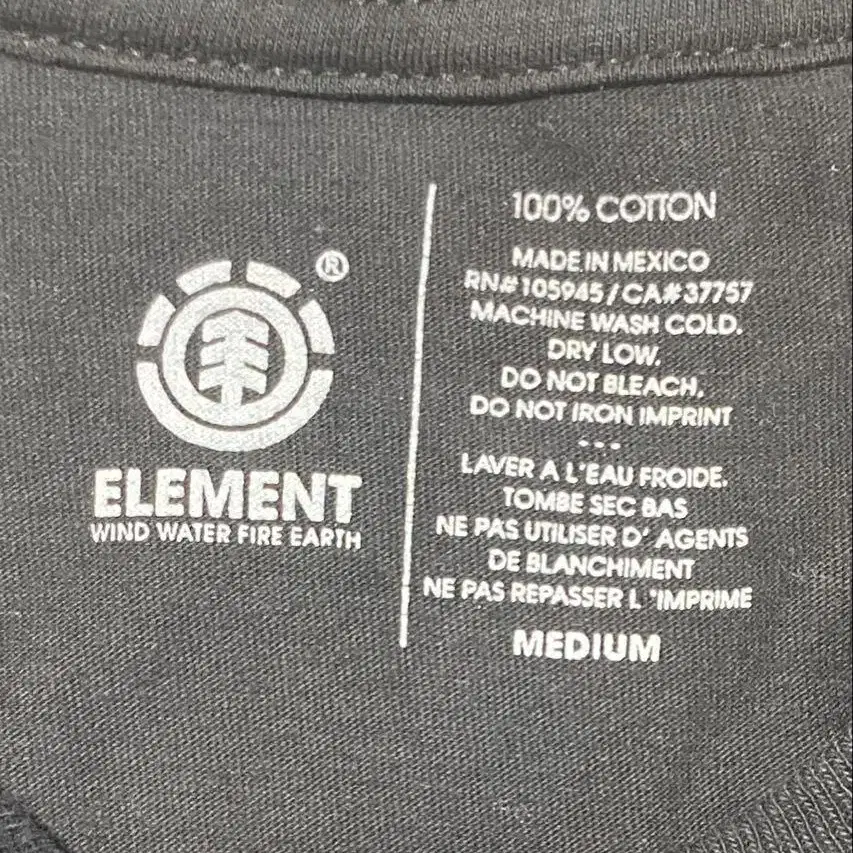 ®
ELEMENT
WIND WATER FIRE EARTH
100% COTTON
MADE IN MEXICO
RN#105945/CA#37757
MACHINE WASH COLD.
DRY LOW.
DO NOT BLEACH.
DO NOT IRON IMPRINT
---
LAVER A L'EAU FROIDE.
TOMBE SEC BAS
NE PAS UTILISER D' AGENTS
DE BLANCHIMENT
NE PAS REPASSER L 'IMPRIME
MEDIUM